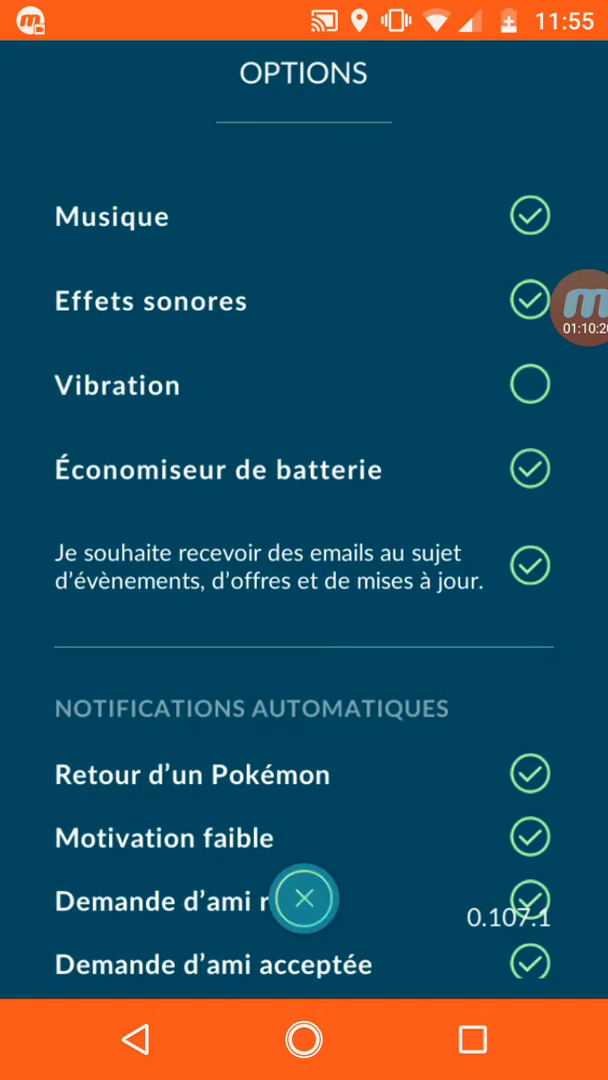 11:55
OPTIONS
Musique
Effets sonores
01:10:20
Vibration
Économiseur de batterie
Je souhaite recevoir des emails au sujet
d'évènements, d'offres et de mises à jour.
NOTIFICATIONS AUTOMATIQUES
Retour d'un Pokémon
Motivation faible
Demande d'ami r
0.107.1
Demande d'ami acceptée